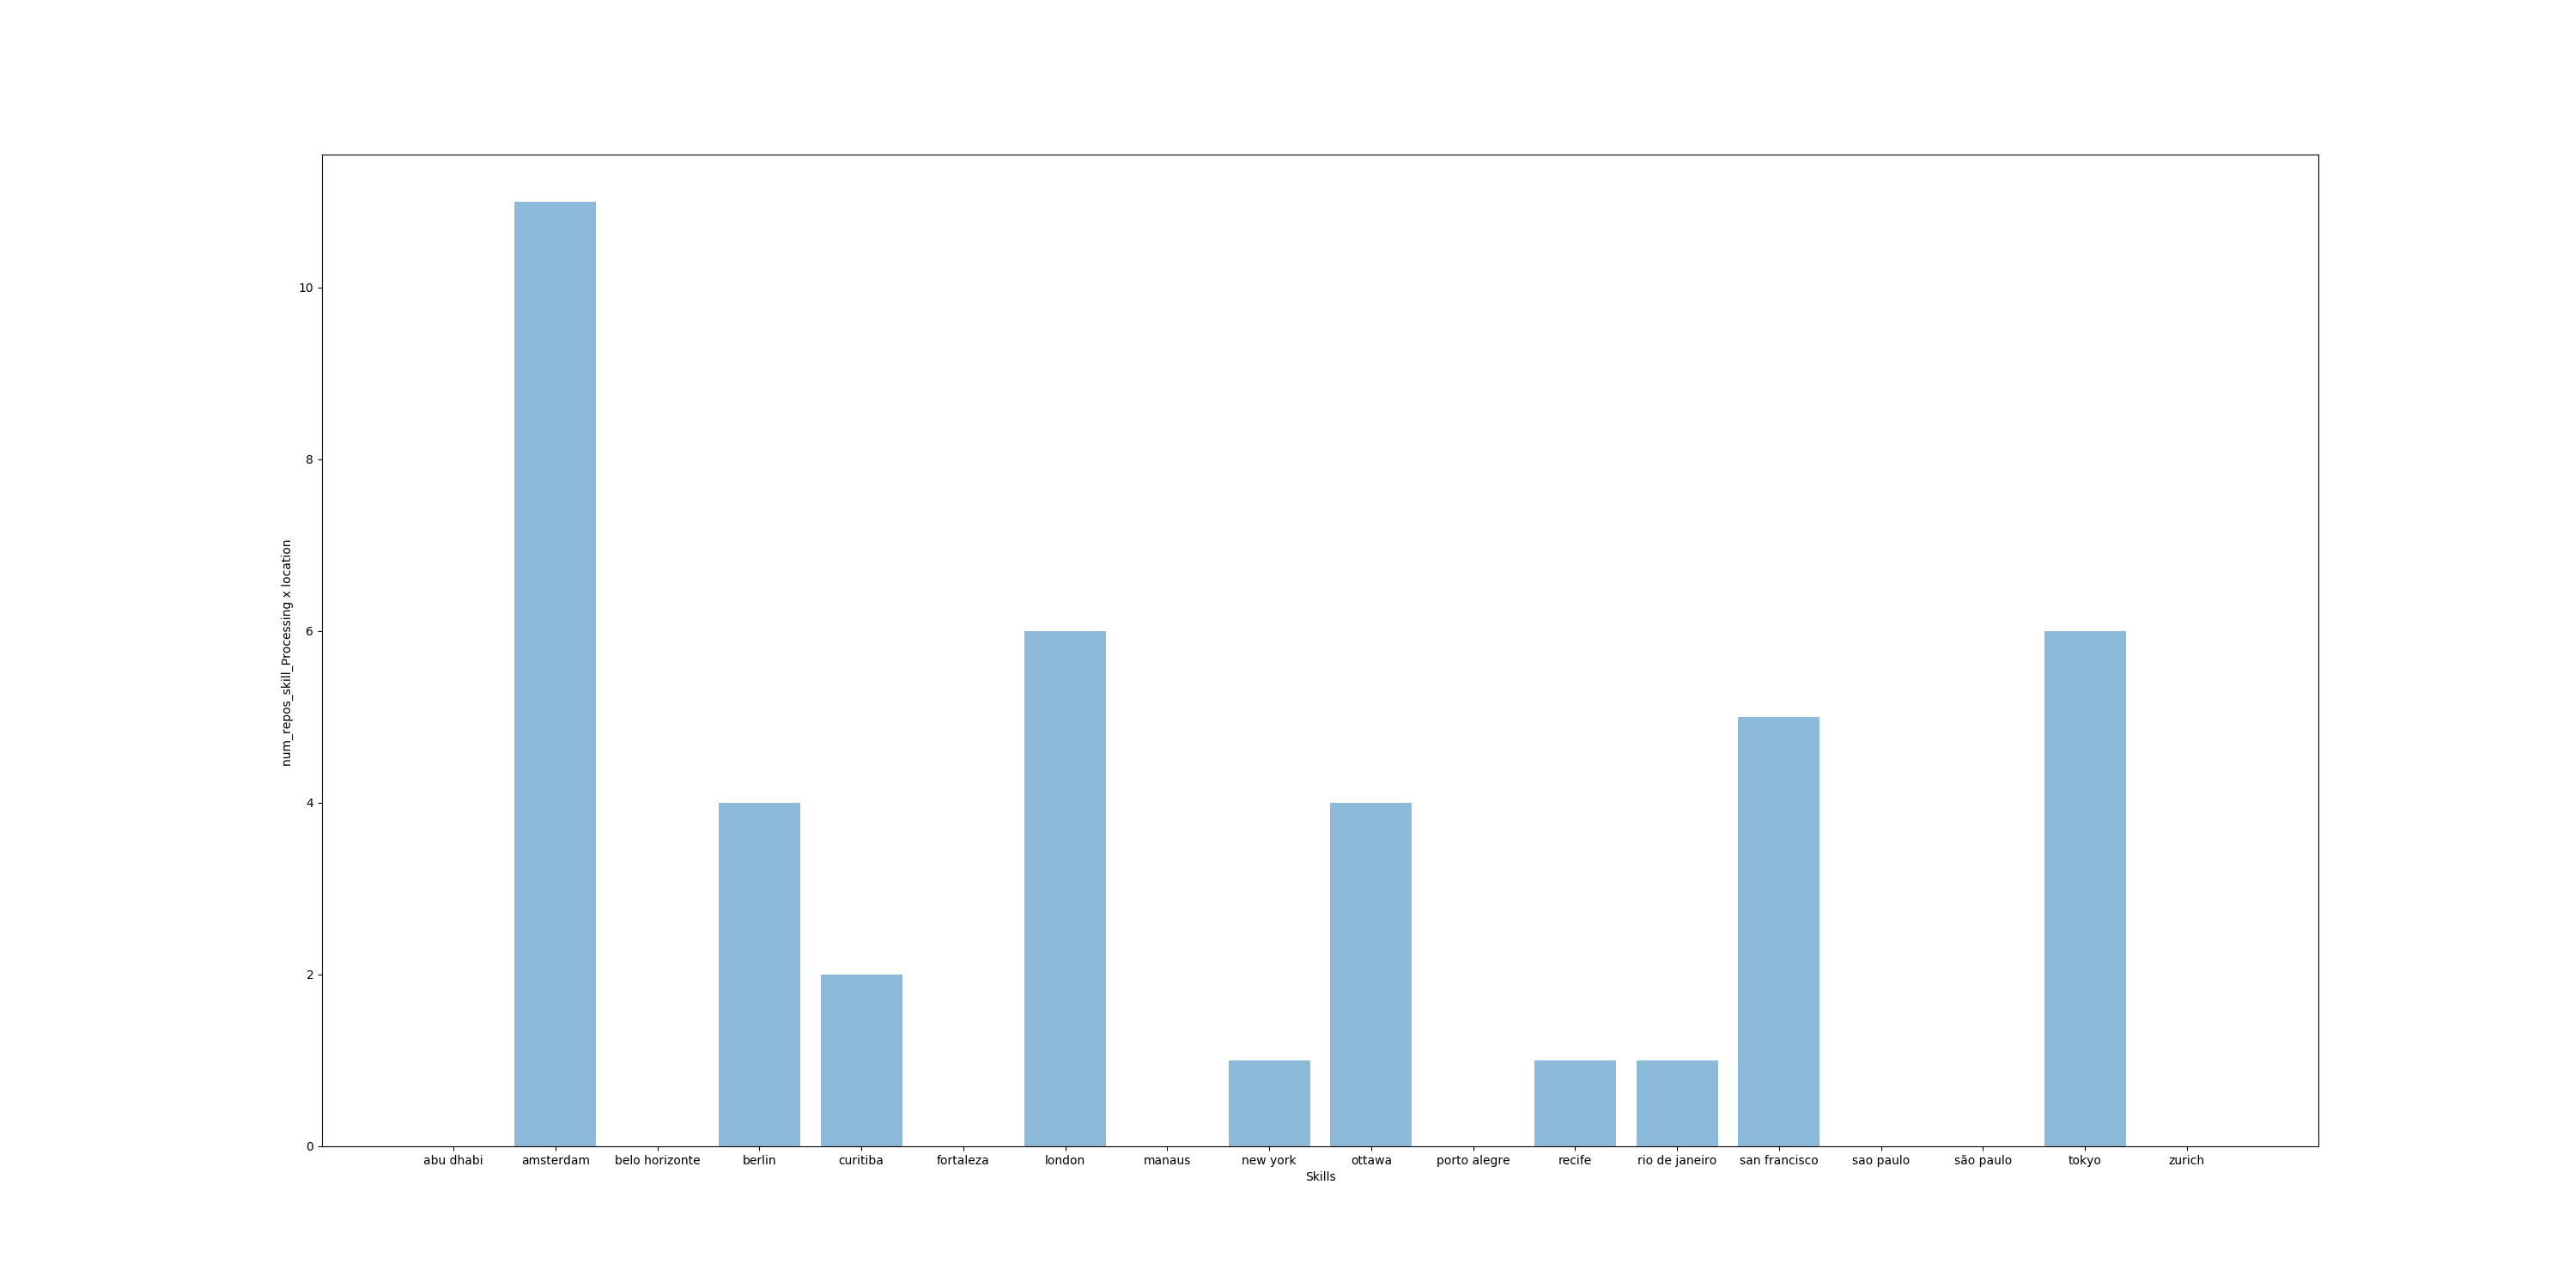 num_repos_skill_Processing x location
10
8
6
4
2
0
abu dhabi amsterdam belo horizonte berlin curitiba fortaleza london manaus new york ottawa porto alegre recife rio de janeiro san francisco sao paulo são paulo tokyo zurich
Skills